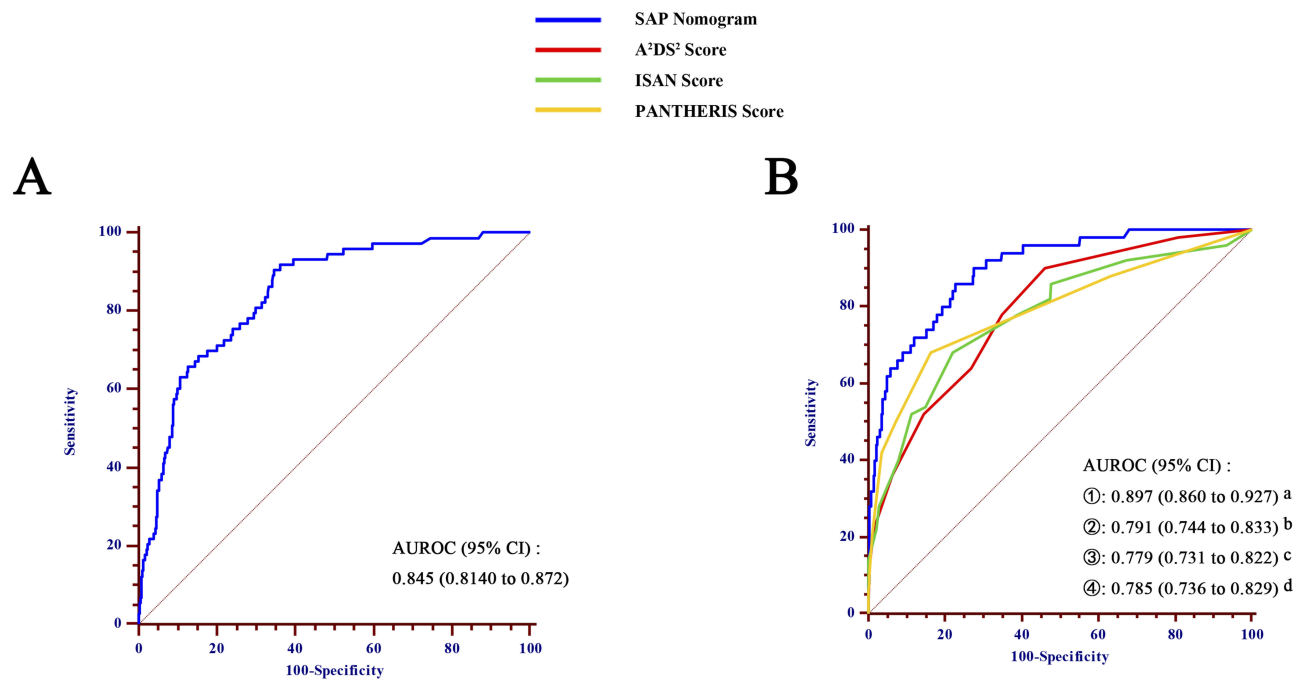 SAP Nomogram
A²DS² Score
ISAN Score
PANTHERIS Score
A
B
100
80
60
40
20
0
Sensitivity
0 20 40 60 80 100
100-Specificity
AUROC (95% CI) :
0.845 (0.8140 to 0.872)
100
80
60
40
20
0
Sensitivity
0 20 40 60 80 100
100-Specificity
AUROC (95% CI) :
①: 0.897 (0.860 to 0.927) a
②: 0.791 (0.744 to 0.833) b
③: 0.779 (0.731 to 0.822) c
④: 0.785 (0.736 to 0.829) d